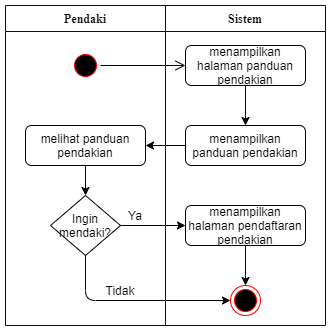 Pendaki
Sistem
menampilkan
halaman panduan
pendakian
melihat panduan
pendakian
menampilkan
panduan pendakian
Ingin
mendaki?
Ya
menampilkan
halaman pendaftaran
pendakian
Tidak